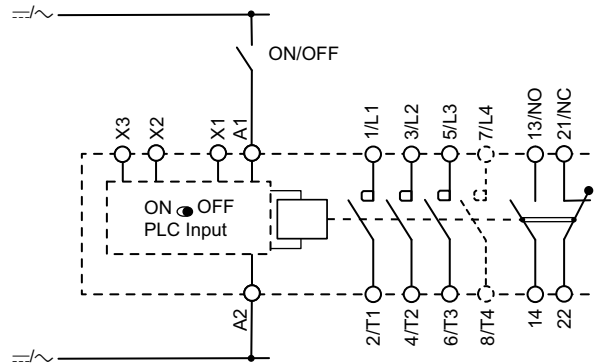 ON/OFF
X3
X2
X1
A1
1/L1
3/L2
5/L3
7/L4
13/NO
21/NC
ON OFF
PLC Input
A2
2/T1
4/T2
6/T3
8/T4
14
22